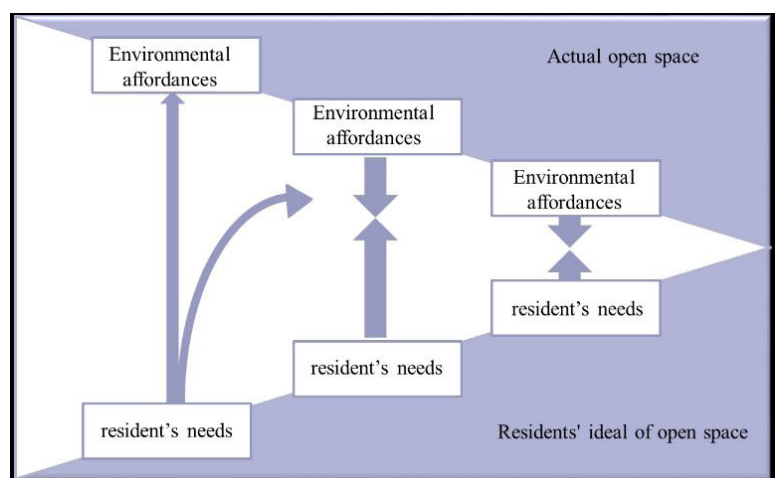 Environmental
affordances
Actual open space
Environmental
affordances
Environmental
affordances
resident’s needs
resident’s needs
resident’s needs
Residents' ideal of open space